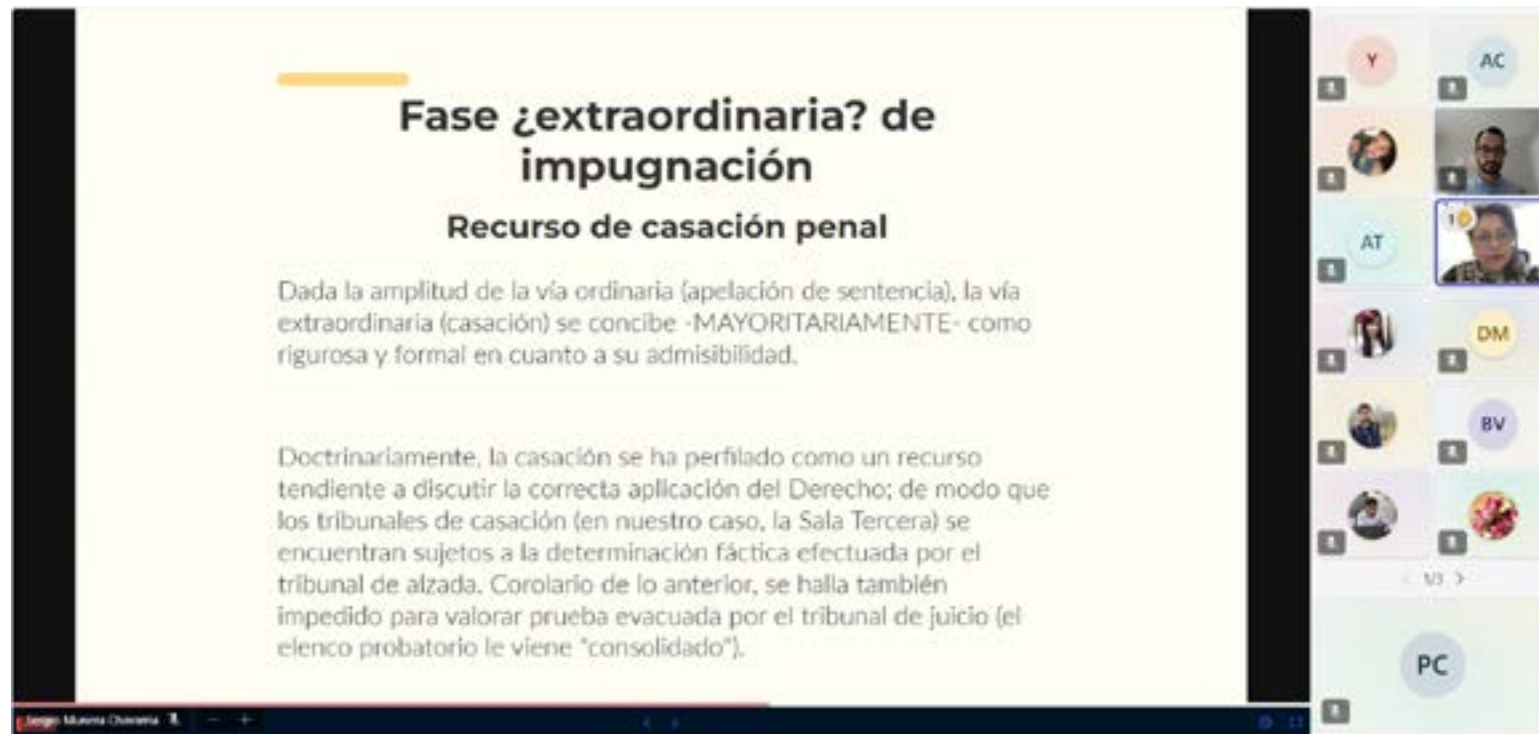 Fase ¿extraordinaria? de
impugnación
Recurso de casación penal
Dada la amplitud de la vía ordinaria (apelación de sentencia), la vía
extraordinaria (casación) se concibe -MAYORITARIAMENTE- como
rigurosa y formal en cuanto a su admisibilidad.
Doctrinariamente, la casación se ha perfilado como un recurso
tendiente a discutir la correcta aplicación del Derecho; de modo que
los tribunales de casación (en nuestro caso, la Sala Tercera) se
encuentran sujetos a la determinación fáctica efectuada por el
tribunal de alzada. Corolario de lo anterior, se halla también
impedido para valorar prueba evacuada por el tribunal de juicio (el
elenco probatorio le viene "consolidado").
Sergio
Y
AC
AT
1
DM
BV
1/3
PC